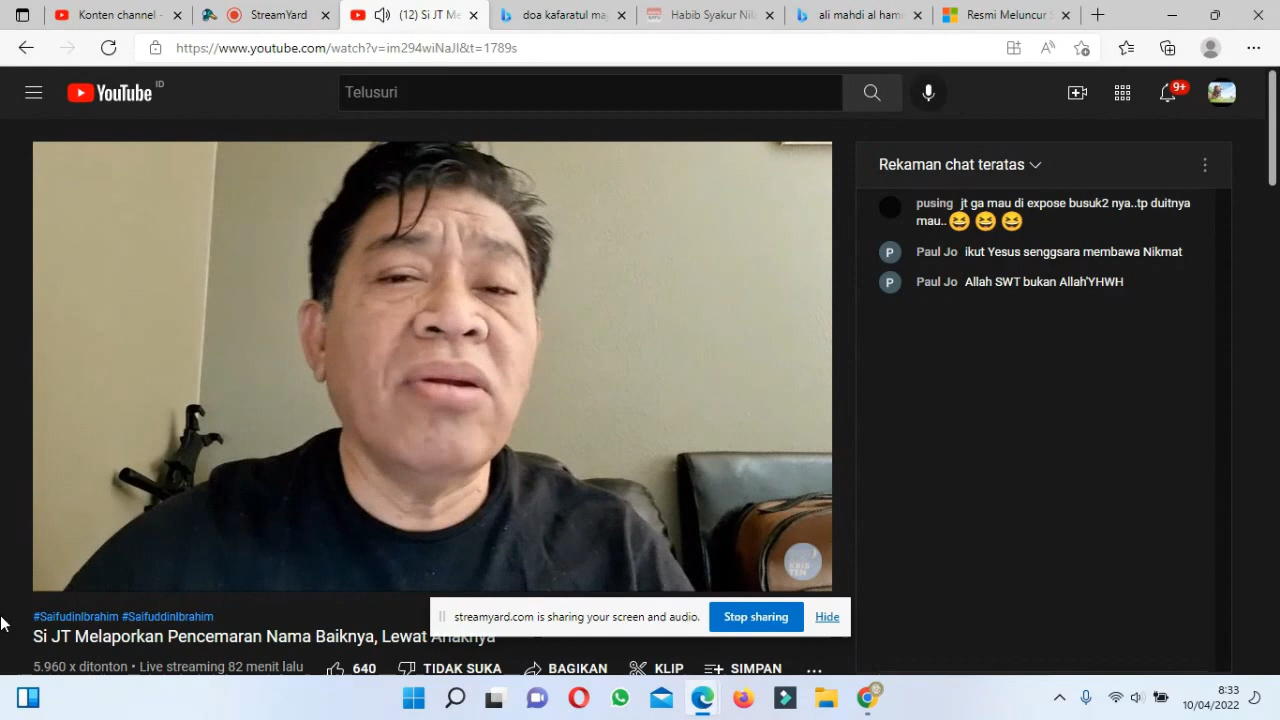 Konten channel -
StreamYard
(12) Si JT Me
doa kafaratul ma
Habib Syakur Nil
ali mahdi al ham
Resmi Meluncur
https://www.youtube.com/watch?v=im294wiNaJI&t=1789s
YouTube ID
Telusuri
9+
Rekaman chat teratas
pusing jt ga mau di expose busuk2 nya..tp duitnya
mau..😆😆😆
P Paul Jo ikut Yesus senggsara membawa Nikmat
P Paul Jo Allah SWT bukan Allah'YHWH
KRIS
TEN
#SaifudinIbrahim #SaifuddinIbrahim
streamyard.com is sharing your screen and audio. Stop sharing Hide
Si JT Melaporkan Pencemaran Nama Baiknya, Lewat Anaknya
5.960 x ditonton • Live streaming 82 menit lalu
640 TIDAK SUKA BAGIKAN KLIP SIMPAN
8:33
10/04/2022